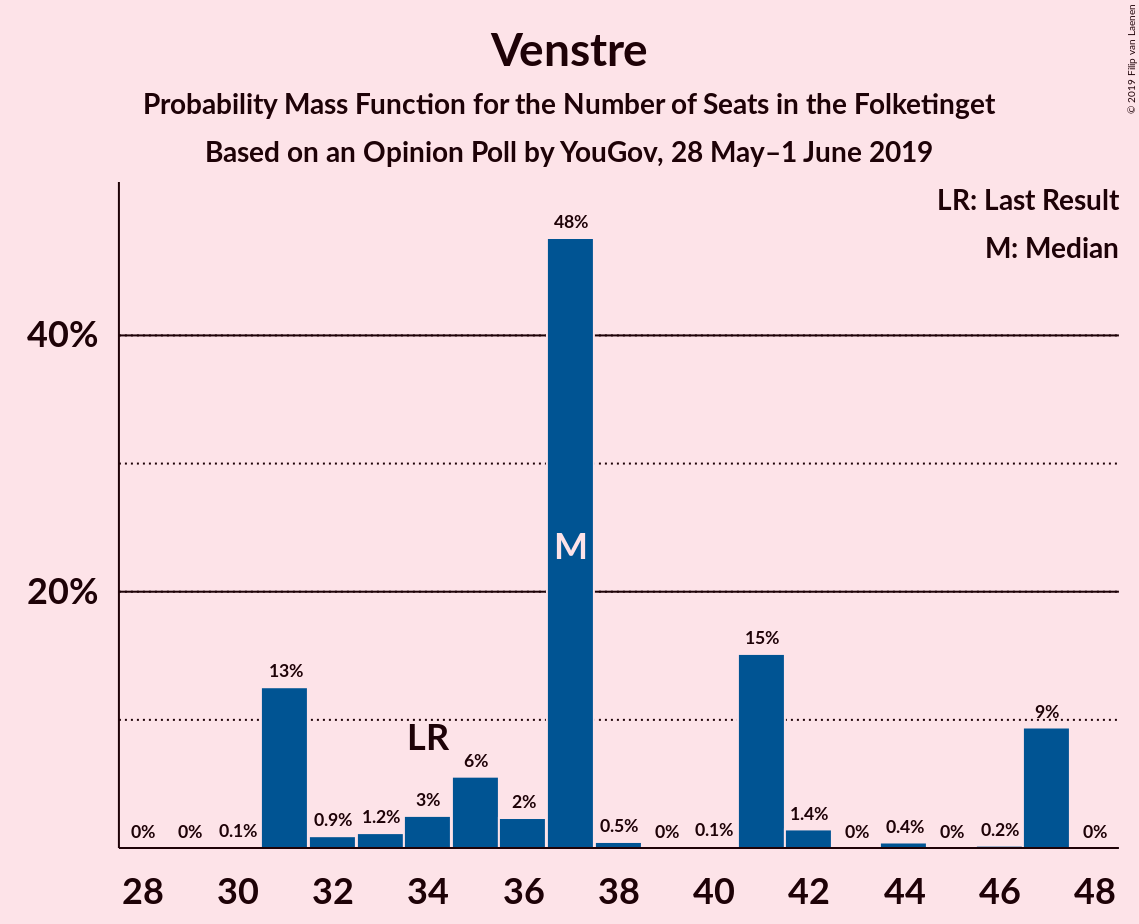 Venstre
Probability Mass Function for the Number of Seats in the Folketinget
Based on an Opinion Poll by YouGov, 28 May–1 June 2019
© 2019 Filip van Laenen
LR: Last Result
M: Median
48%
40%
M
20%
15%
13%
9%
LR
6%
3%
2%
1.4%
1.2%
0.9%
0.5%
0.4%
0% 0% 0.1% 0% 0.1% 0% 0% 0.2% 0%
28 30 32 34 36 38 40 42 44 46 48